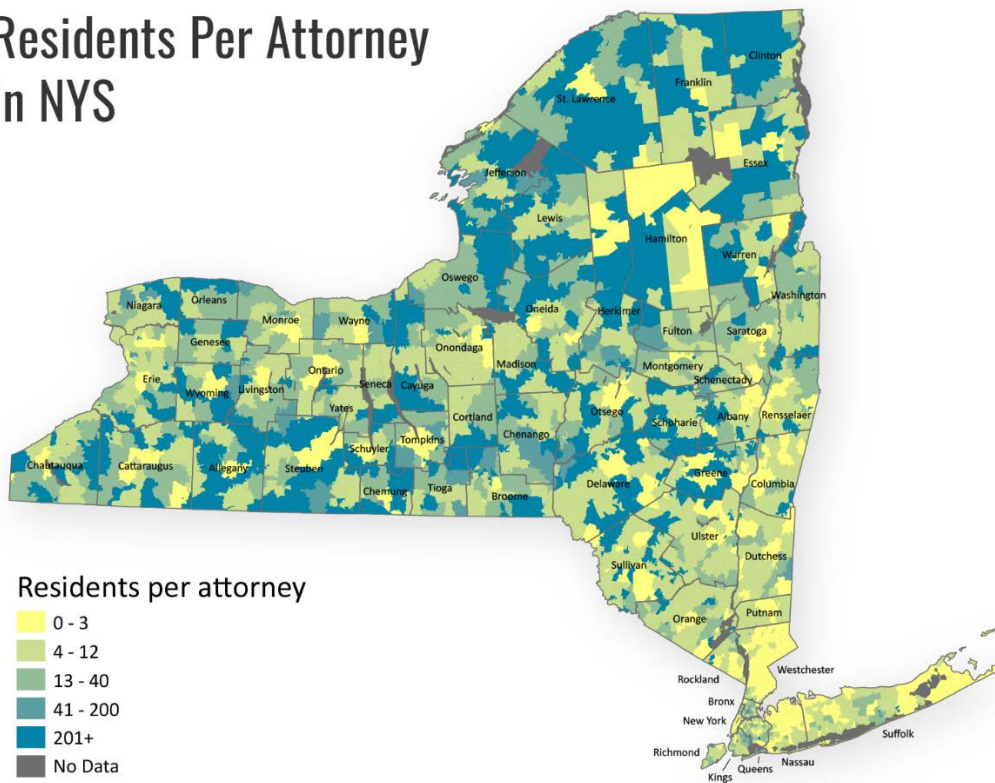 Residents Per Attorney
in NYS
Clinton
Franklin
St. Lawrence
Essex
Jefferson
Lewis
Hamilton
Warren
Oswego
Washington
Oneida
Herkimer
Niagara
Orleans
Monroe
Wayne
Fulton
Saratoga
Genesee
Onondaga
Madison
Montgomery
Schenectady
Erie
Wyoming
Livingston
Ontario
Seneca
Cayuga
Yates
Otsego
Schoharie
Albany
Rensselaer
Cortland
Chenango
Tompkins
Schuyler
Chautauqua
Cattaraugus
Allegany
Steuben
Chemung
Tioga
Broome
Delaware
Greene
Columbia
Ulster
Dutchess
Sullivan
Orange
Putnam
Rockland
Westchester
Bronx
New York
Richmond
Kings
Queens
Nassau
Suffolk
Residents per attorney
0 - 3
4 - 12
13 - 40
41 - 200
201+
No Data